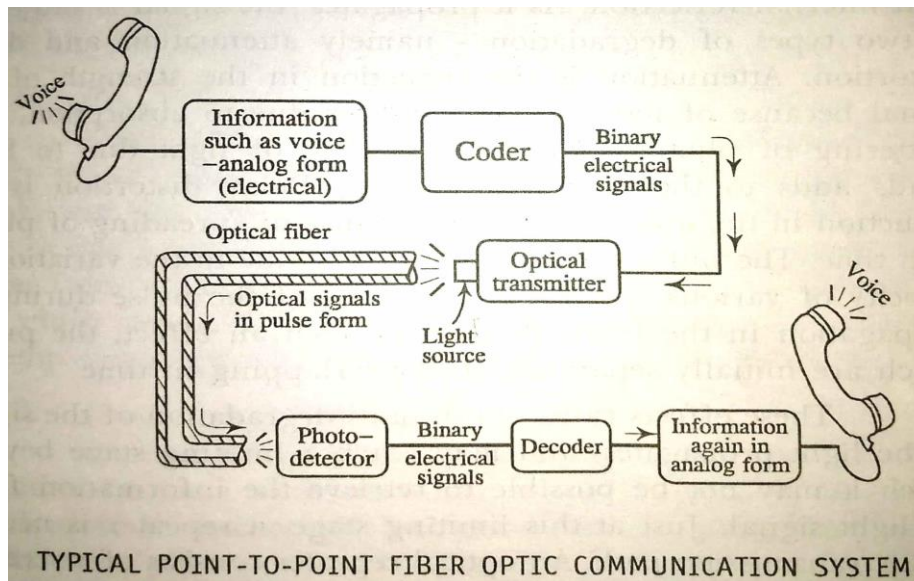 Voice
Information
such as voice
analog form
(electrical)
Coder
Binary
electrical
signals
Optical fiber
Optical signals
in pulse form
Optical
transmitter
Light
source
Voice
Photo-
detector
Binary
electrical
signals
Decoder
Information
again in
analog form
TYPICAL POINT-TO-POINT FIBER OPTIC COMMUNICATION SYSTEM